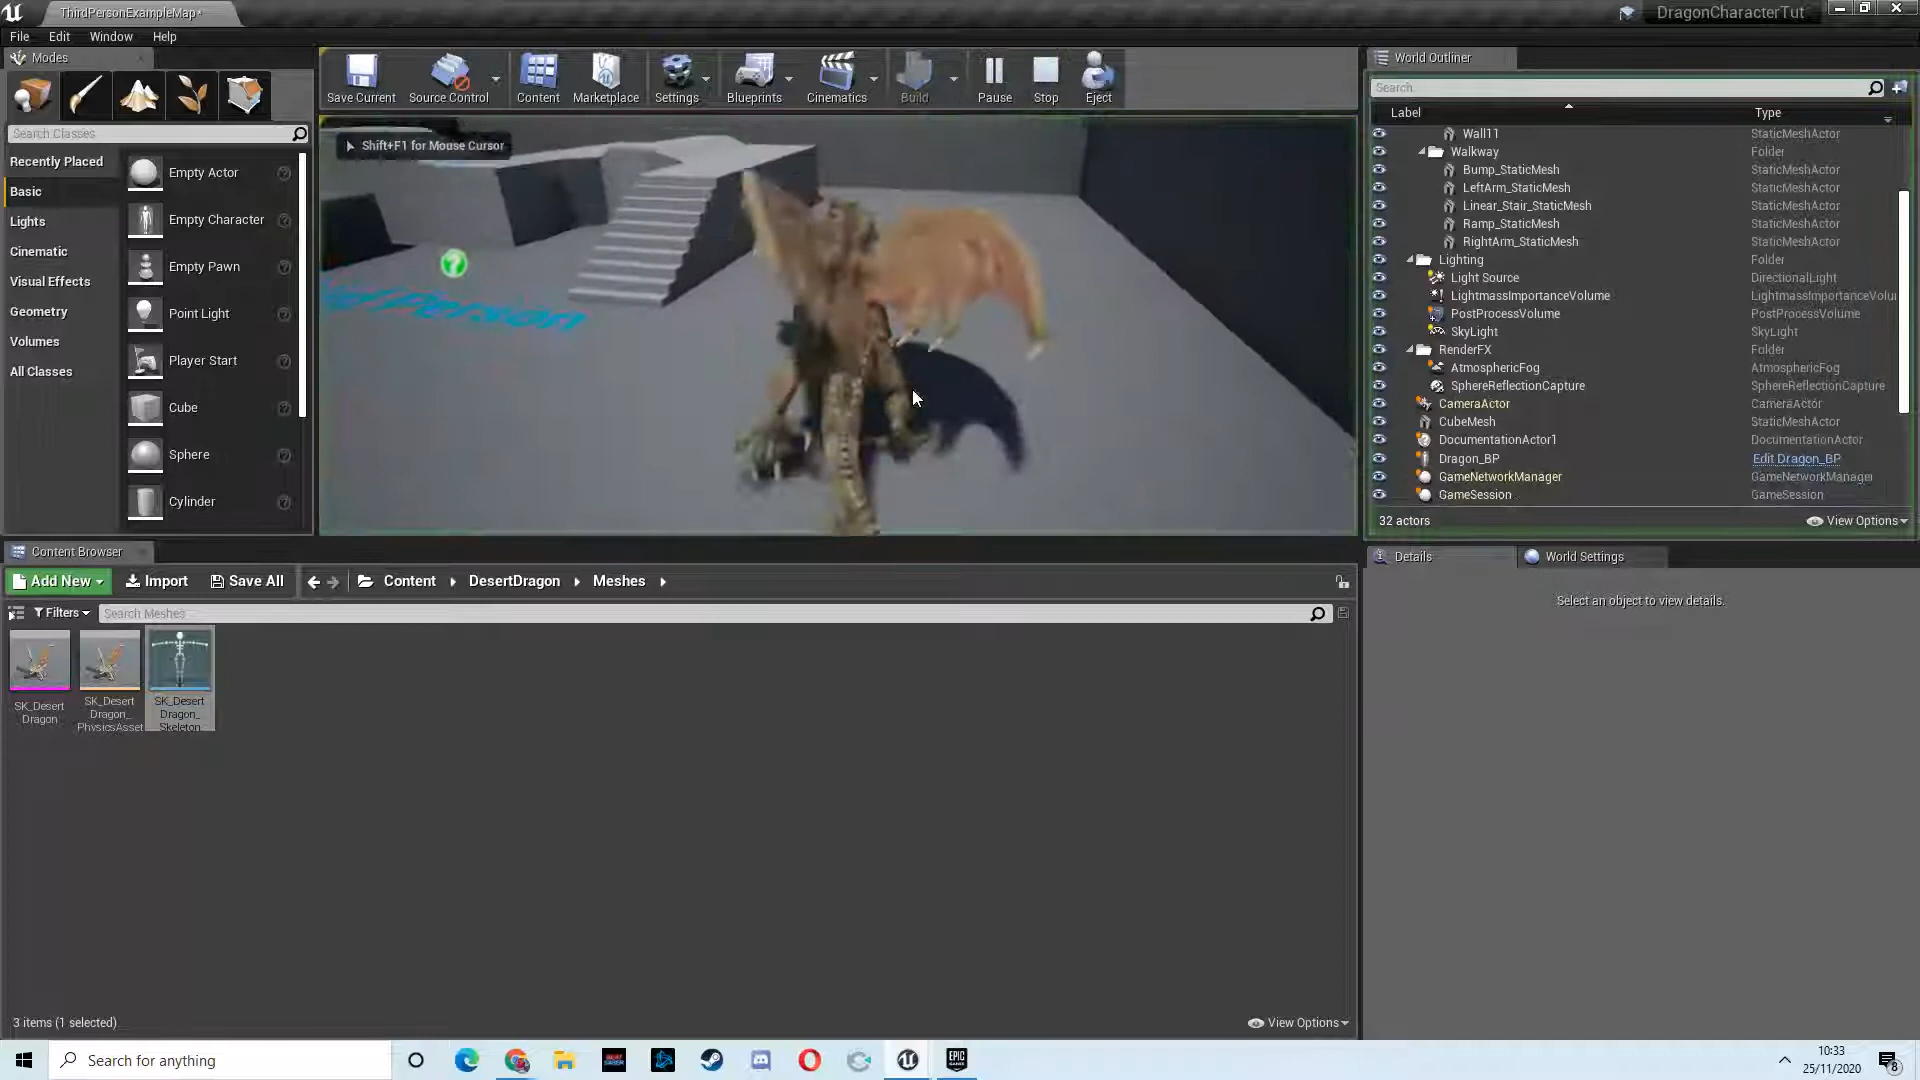 ThirdPersonExampleMap*
DragonCharacterTut
File Edit Window Help
Modes
Search Classes
Recently Placed
Basic
Lights
Cinematic
Visual Effects
Geometry
Volumes
All Classes
Empty Actor
Empty Character
Empty Pawn
Point Light
Player Start
Cube
Sphere
Cylinder
Save Current
Source Control
Content
Marketplace
Settings
Blueprints
Cinematics
Build
Pause
Stop
Eject
Shift+F1 for Mouse Cursor
Person
World Outliner
Search
Label Type
Wall11 StaticMeshActor
Walkway Folder
Bump_StaticMesh StaticMeshActor
LeftArm_StaticMesh StaticMeshActor
Linear_Stair_StaticMesh StaticMeshActor
Ramp_StaticMesh StaticMeshActor
RightArm_StaticMesh StaticMeshActor
Lighting Folder
Light Source DirectionalLight
LightmassImportanceVolume LightmassImportanceVolu
PostProcessVolume PostProcessVolume
SkyLight SkyLight
RenderFX Folder
AtmosphericFog AtmosphericFog
SphereReflectionCapture SphereReflectionCapture
CameraActor CameraActor
CubeMesh StaticMeshActor
DocumentationActor1 DocumentationActor
Dragon_BP Edit Dragon_BP
GameNetworkManager GameNetworkManager
GameSession GameSession
32 actors
View Options
Details
World Settings
Select an object to view details.
Content Browser
Add New Import Save All Content DesertDragon Meshes
Filters Search Meshes
SK_Desert
Dragon
SK_Desert
Dragon_
PhysicsAsset
SK_Desert
Dragon_
Skeleton
3 items (1 selected)
View Options
Search for anything
BEAT
SABER
EPIC
GAMES
10:33
25/11/2020
8